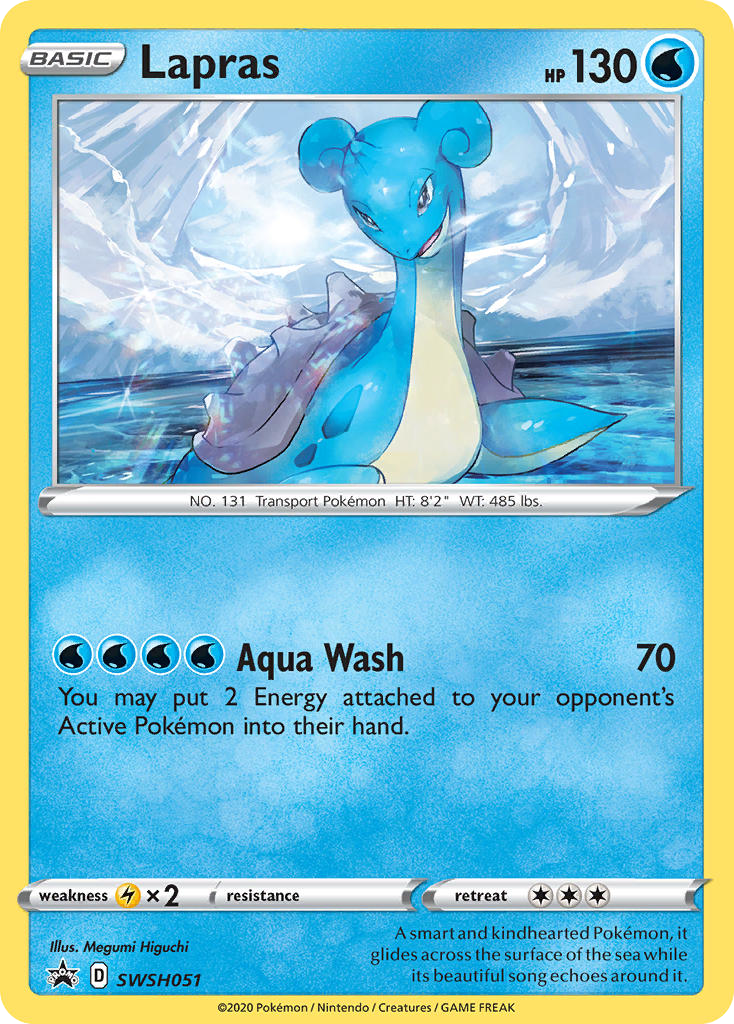 BASIC Lapras HP 130
NO. 131 Transport Pokémon HT: 8'2" WT: 485 lbs.
Aqua Wash 70
You may put 2 Energy attached to your opponent's
Active Pokémon into their hand.
weakness ×2 resistance retreat
Illus. Megumi Higuchi
A smart and kindhearted Pokémon, it
glides across the surface of the sea while
its beautiful song echoes around it.
PROMO D SWSH051
©2020 Pokémon / Nintendo / Creatures / GAME FREAK